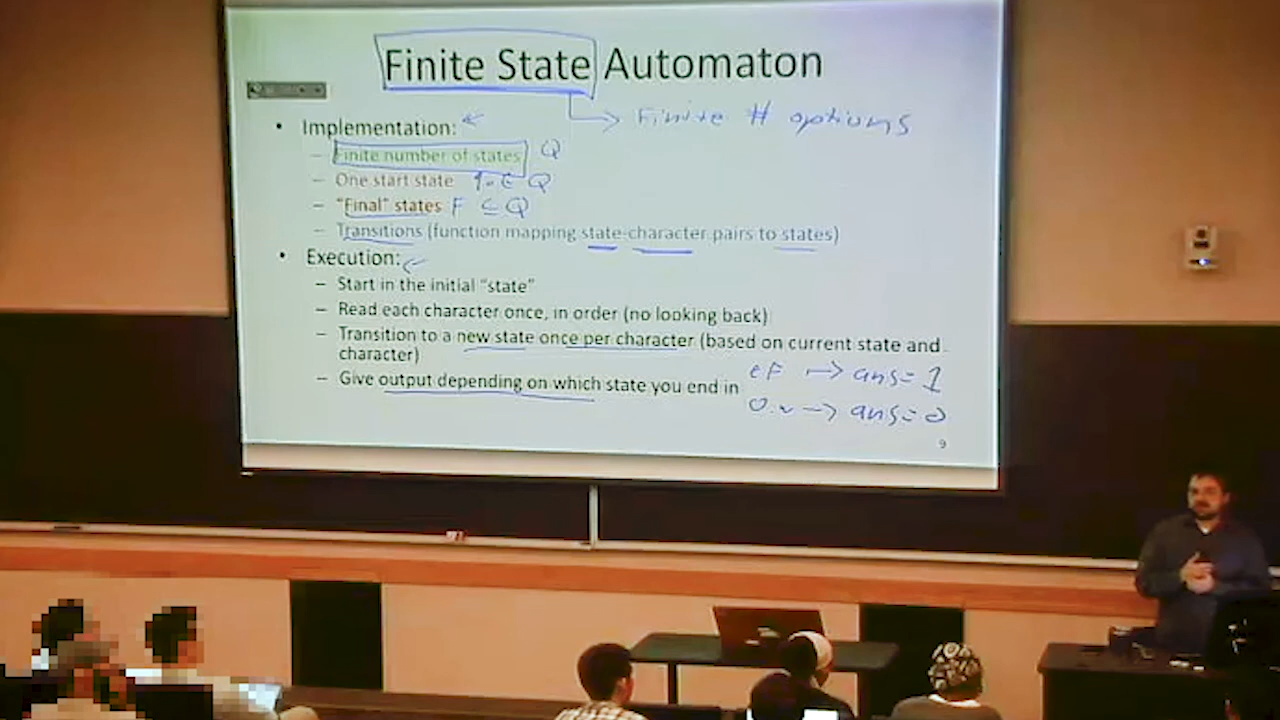 Finite State Automaton
Finite # options
• Implementation:
– Finite number of states Q
– One start state q₀ ∈ Q
– "Final" states F ⊆ Q
– Transitions (function mapping state-character pairs to states)
• Execution:
– Start in the initial "state"
– Read each character once, in order (no looking back)
– Transition to a new state once per character (based on current state and
character)
– Give output depending on which state you end in
∈F → ans=1
O.w → ans=0
9